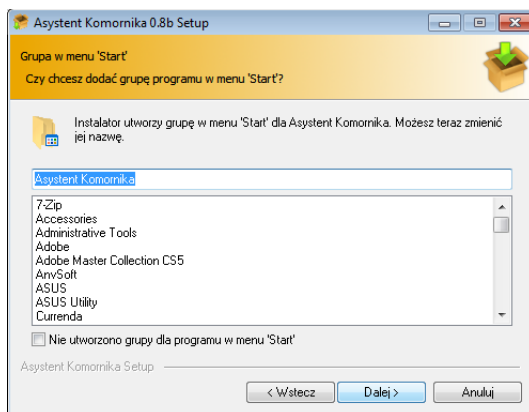 Asystent Komornika 0.8b Setup
Grupa w menu 'Start'
Czy chcesz dodać grupę programu w menu 'Start'?
Instalator utworzy grupę w menu 'Start' dla Asystent Komornika. Możesz teraz zmienić
jej nazwę.
Asystent Komornika
7-Zip
Accessories
Administrative Tools
Adobe
Adobe Master Collection CS5
AnvSoft
ASUS
ASUS Utility
Currenda
Nie utworzono grupy dla programu w menu 'Start'
Asystent Komornika Setup
< Wstecz
Dalej >
Anuluj